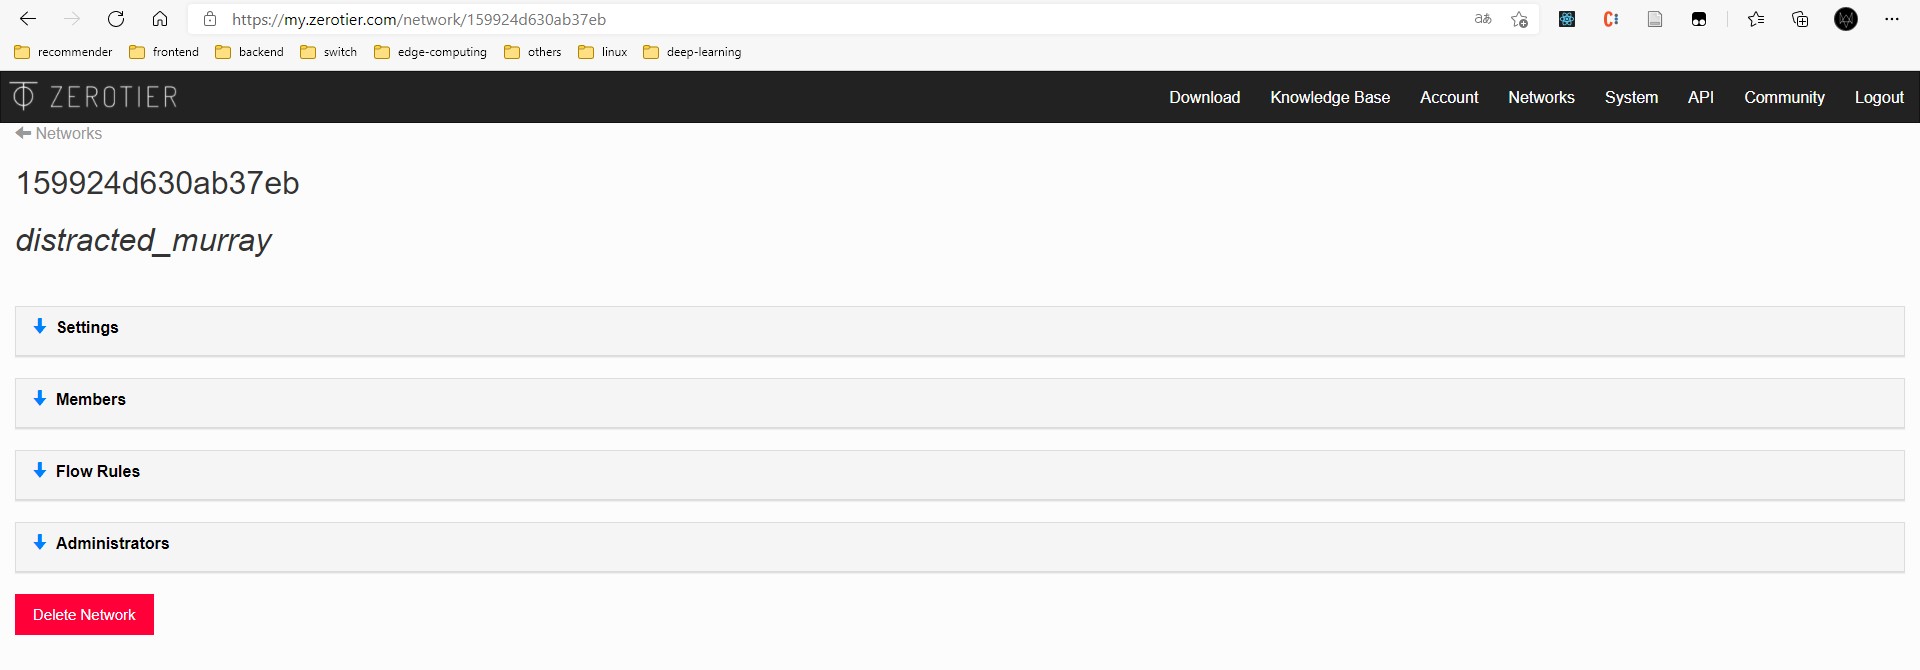 https://my.zerotier.com/network/159924d630ab37eb
recommender frontend backend switch edge-computing others linux deep-learning
ZEROTIER Download Knowledge Base Account Networks System API Community Logout
Networks
159924d630ab37eb
distracted_murray
Settings
Members
Flow Rules
Administrators
Delete Network